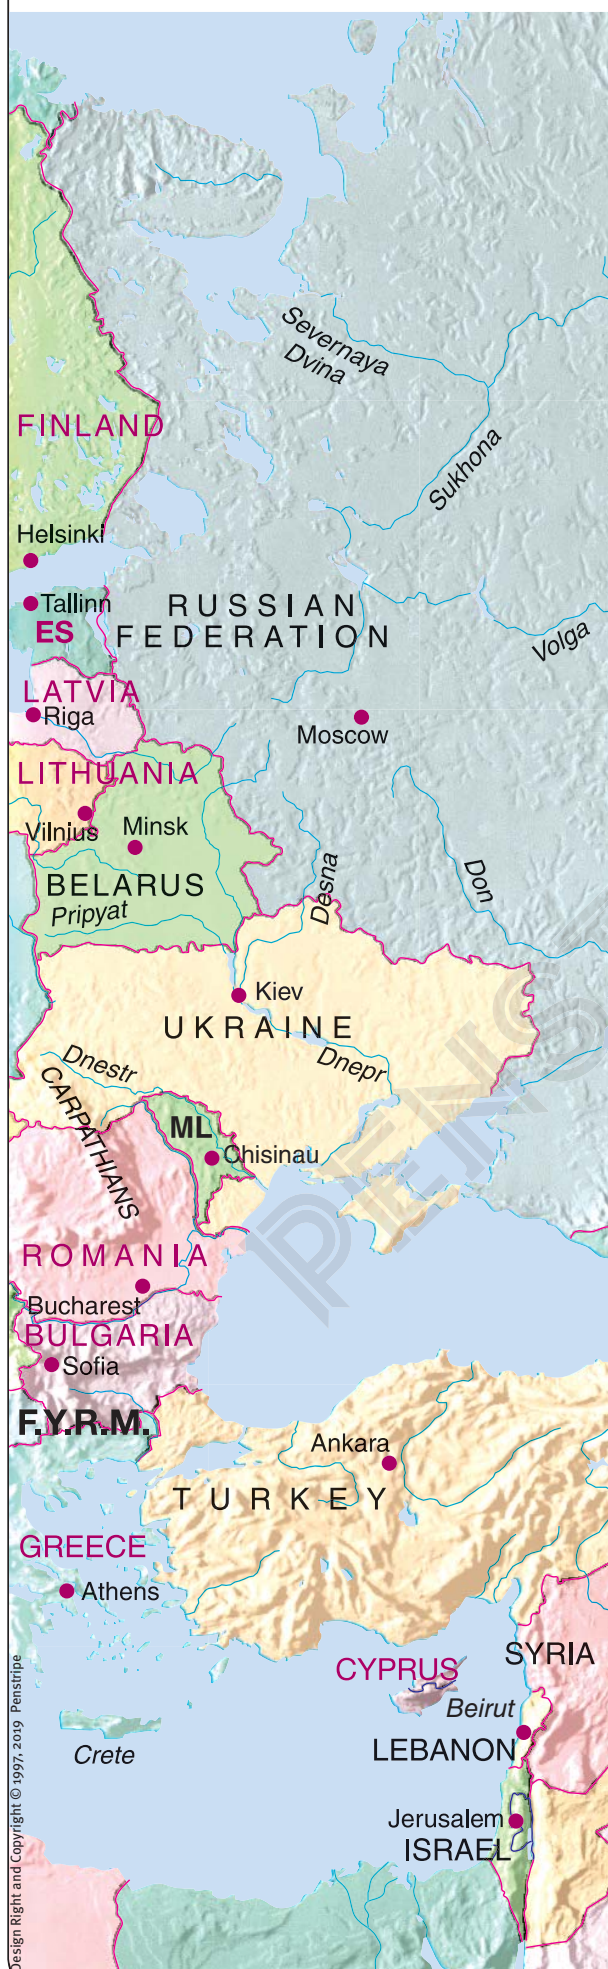 Severnaya
Dvina
FINLAND
Sukhona
Helsinki
Tallinn
RUSSIAN
FEDERATION
ES
Volga
LATVIA
Riga
Moscow
LITHUANIA
Vilnius
Minsk
BELARUS
Pripyat
Desna
Don
Kiev
UKRAINE
Dnestr
Dnepr
CARPATHIANS
ML
Chisinau
PENS
ROMANIA
Bucharest
BULGARIA
Sofia
F.Y.R.M.
Ankara
TURKEY
GREECE
Athens
SYRIA
CYPRUS
Beirut
Crete
LEBANON
Jerusalem
ISRAEL
Design Right and Copyright © 1997, 2019 Penstripe